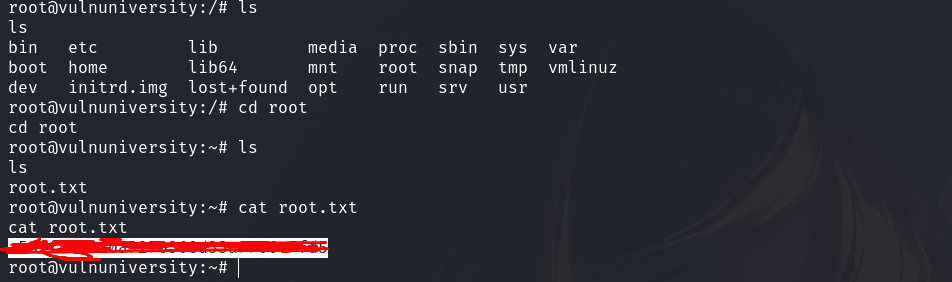 root@vulnuniversity:/# ls
ls
bin   etc         lib         media  proc  sbin  sys  var
boot  home        lib64       mnt    root  snap  tmp  vmlinuz
dev   initrd.img  lost+found  opt    run   srv   usr
root@vulnuniversity:/# cd root
cd root
root@vulnuniversity:~# ls
ls
root.txt
root@vulnuniversity:~# cat root.txt
cat root.txt
root@vulnuniversity:~#